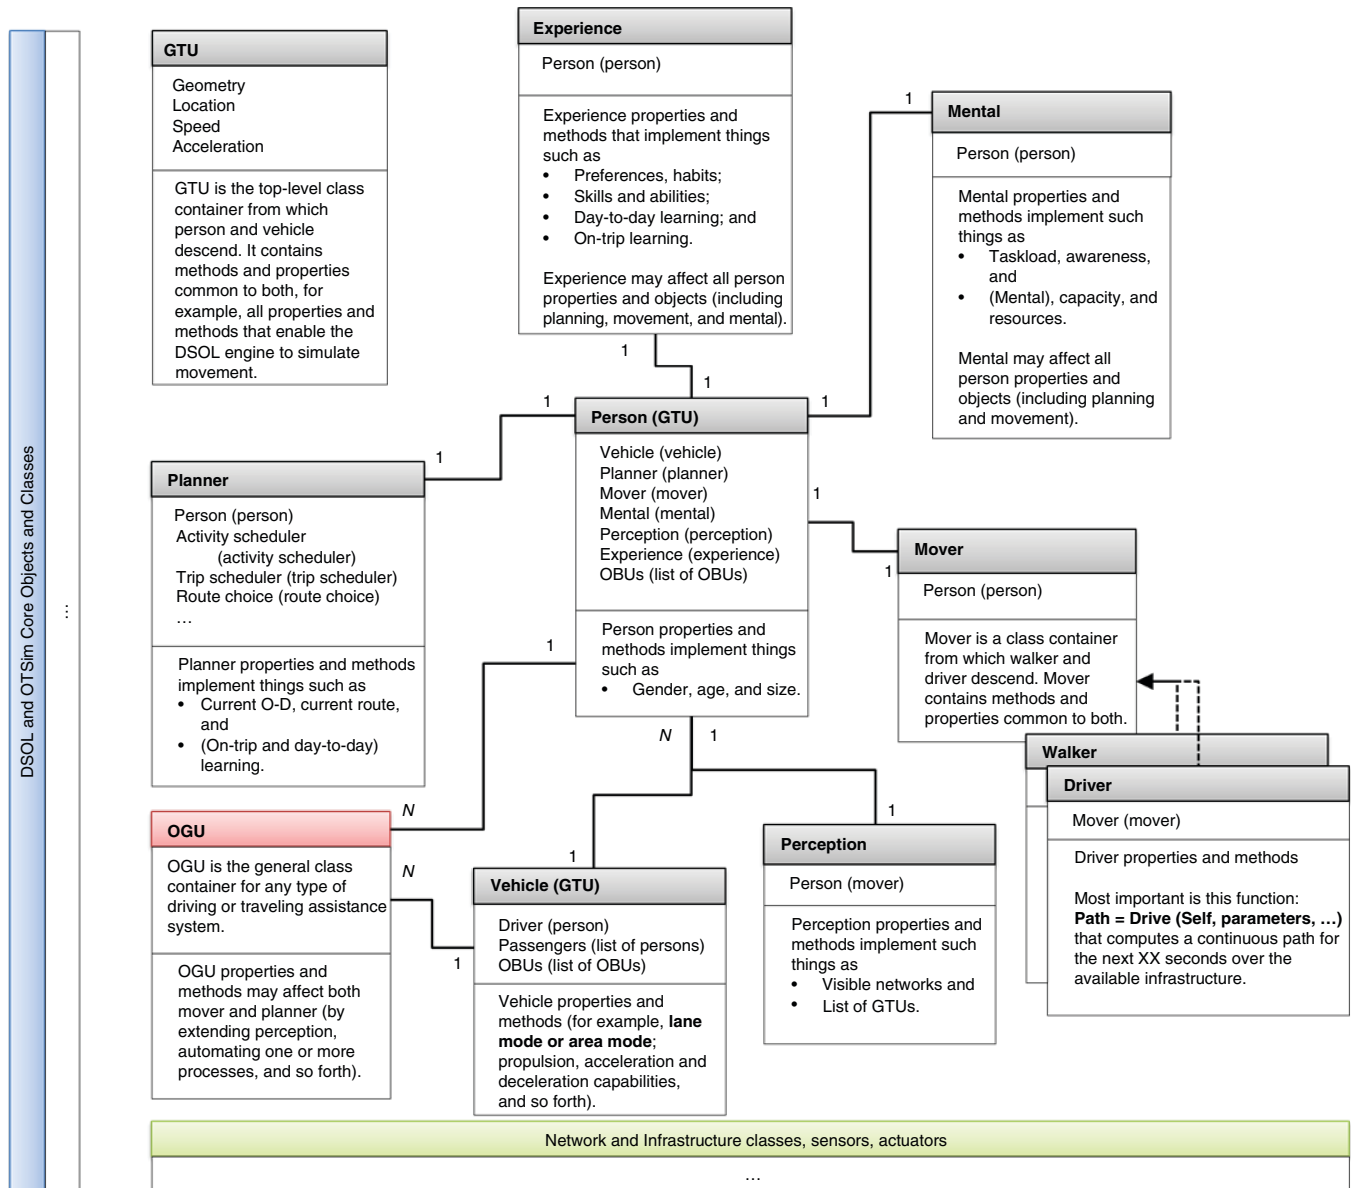 DSOL and OTSim Core Objects and Classes
...
GTU
Geometry
Location
Speed
Acceleration
GTU is the top-level class
container from which
person and vehicle
descend. It contains
methods and properties
common to both, for
example, all properties and
methods that enable the
DSOL engine to simulate
movement.
Experience
Person (person)
Experience properties and
methods that implement things
such as
• Preferences, habits;
• Skills and abilities;
• Day-to-day learning; and
• On-trip learning.
Experience may affect all person
properties and objects (including
planning, movement, and mental).
1
1
Mental
Person (person)
Mental properties and
methods implement such
things as
• Taskload, awareness,
and
• (Mental), capacity, and
resources.
Mental may affect all
person properties and
objects (including planning
and movement).
1
1
Person (GTU)
Vehicle (vehicle)
Planner (planner)
Mover (mover)
Mental (mental)
Perception (perception)
Experience (experience)
OBUs (list of OBUs)
Person properties and
methods implement things
such as
• Gender, age, and size.
1
1
Planner
Person (person)
Activity scheduler
(activity scheduler)
Trip scheduler (trip scheduler)
Route choice (route choice)
...
Planner properties and methods
implement things such as
• Current O-D, current route,
and
• (On-trip and day-to-day)
learning.
1
1
Mover
Person (person)
Mover is a class container
from which walker and
driver descend. Mover
contains methods and
properties common to both.
Walker
Driver
Mover (mover)
Driver properties and methods
Most important is this function:
Path = Drive (Self, parameters, ...)
that computes a continuous path for
the next XX seconds over the
available infrastructure.
1
N
OGU
OGU is the general class
container for any type of
driving or traveling assistance
system.
OGU properties and
methods may affect both
mover and planner (by
extending perception,
automating one or more
processes, and so forth).
N
1
N
1
1
1
Vehicle (GTU)
Driver (person)
Passengers (list of persons)
OBUs (list of OBUs)
Vehicle properties and
methods (for example, lane
mode or area mode;
propulsion, acceleration and
deceleration capabilities,
and so forth).
Perception
Person (mover)
Perception properties and
methods implement such
things as
• Visible networks and
• List of GTUs.
Network and Infrastructure classes, sensors, actuators
...